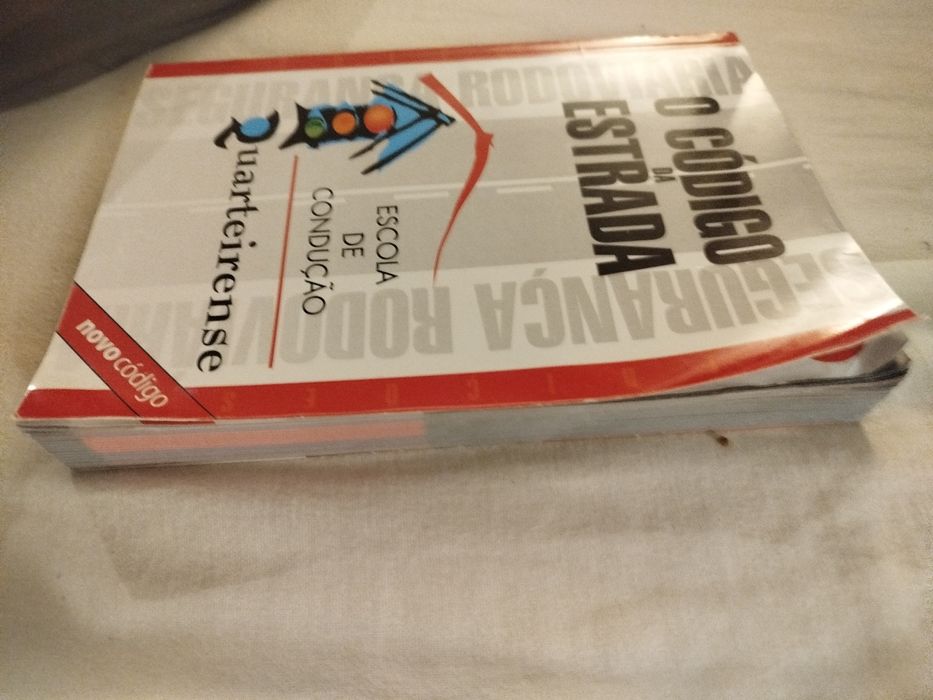 SEGURANÇA RODOVIÁRIA
O CÓDIGO
DA
ESTRADA
ESCOLA
DE
CONDUÇÃO
Quarteirense
SEGURANÇA RODOVIÁRIA
novo código